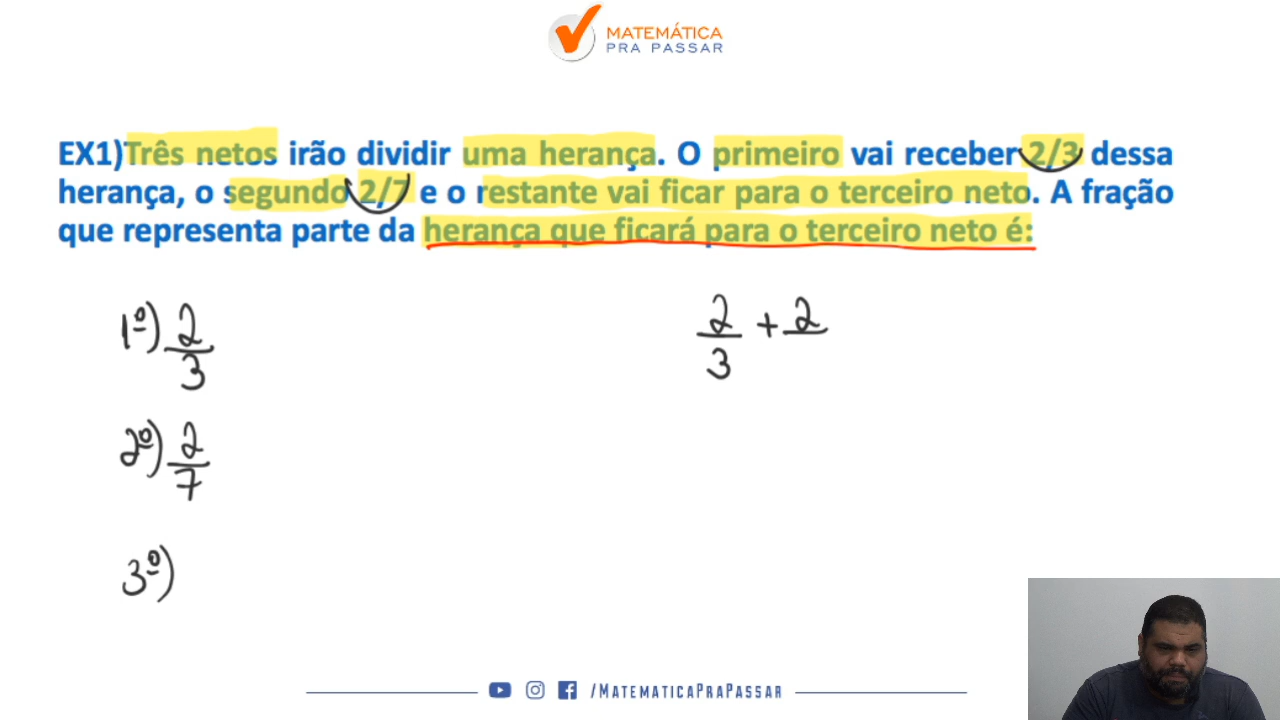 MATEMÁTICA
PRA PASSAR
EX1)Três netos irão dividir uma herança. O primeiro vai receber 2/3 dessa
herança, o segundo 2/7 e o restante vai ficar para o terceiro neto. A fração
que representa parte da herança que ficará para o terceiro neto é:
1º) 2/3
2/3 + 2
2º) 2/7
3º)
/MATEMATICAPRAPASSAR